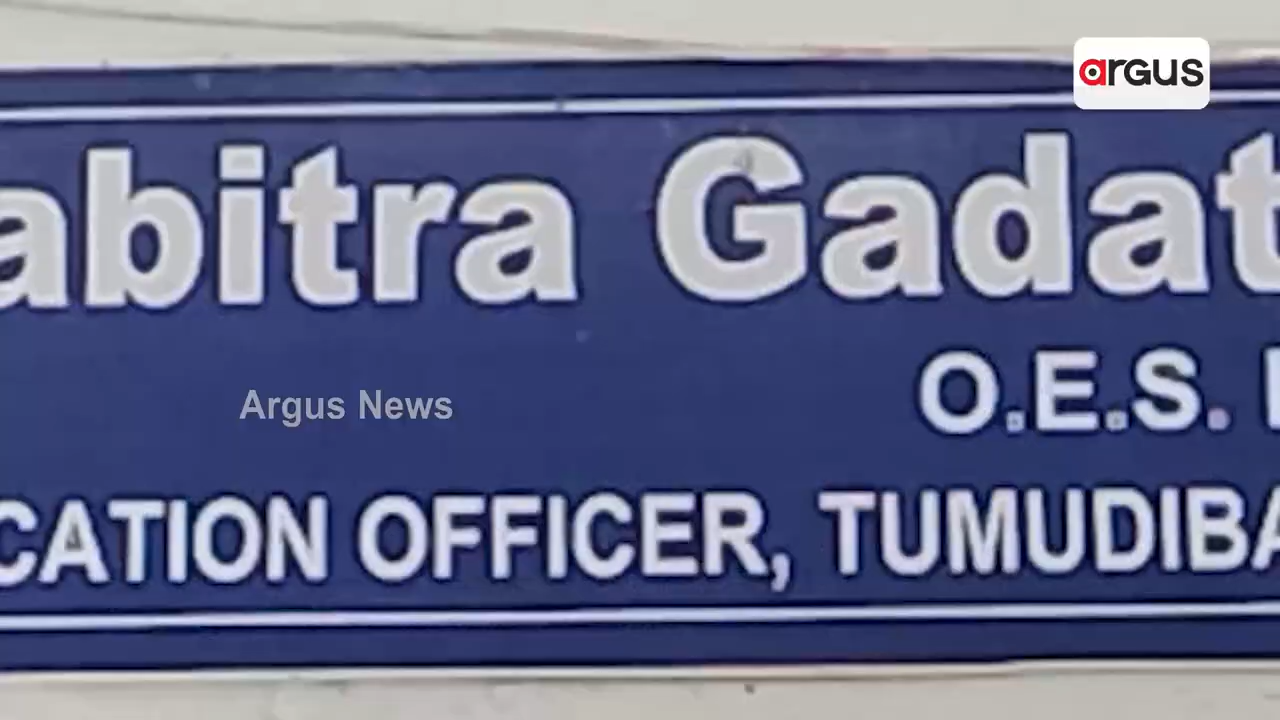 argus
abitra Gadat
O.E.S.
Argus News
CATION OFFICER, TUMUDIBA